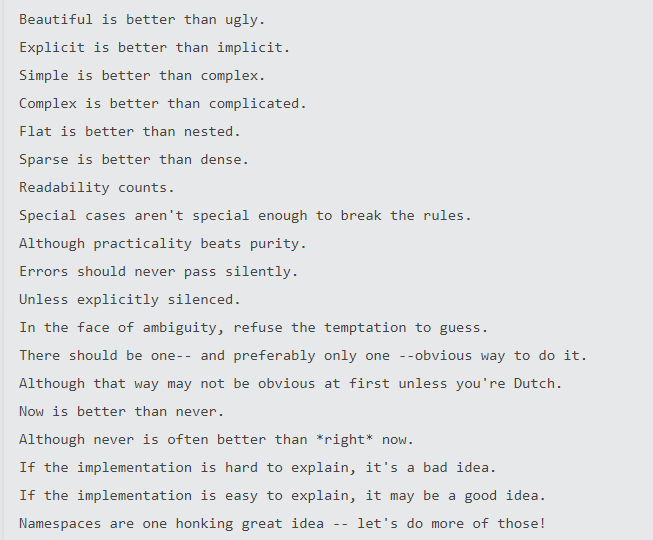 Beautiful is better than ugly.
Explicit is better than implicit.
Simple is better than complex.
Complex is better than complicated.
Flat is better than nested.
Sparse is better than dense.
Readability counts.
Special cases aren't special enough to break the rules.
Although practicality beats purity.
Errors should never pass silently.
Unless explicitly silenced.
In the face of ambiguity, refuse the temptation to guess.
There should be one-- and preferably only one --obvious way to do it.
Although that way may not be obvious at first unless you're Dutch.
Now is better than never.
Although never is often better than *right* now.
If the implementation is hard to explain, it's a bad idea.
If the implementation is easy to explain, it may be a good idea.
Namespaces are one honking great idea -- let's do more of those!